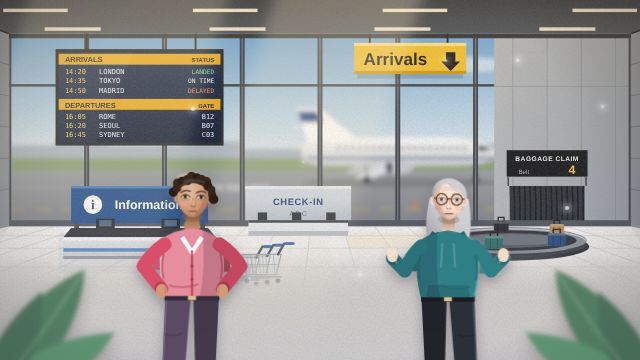 ARRIVALS STATUS
14:20 LONDON LANDED
14:35 TOKYO ON TIME
14:50 MADRID DELAYED
DEPARTURES GATE
16:05 ROME B12
16:20 SEOUL B07
16:45 SYDNEY C03
Arrivals
BAGGAGE CLAIM
Belt 4
i Information
CHECK-IN